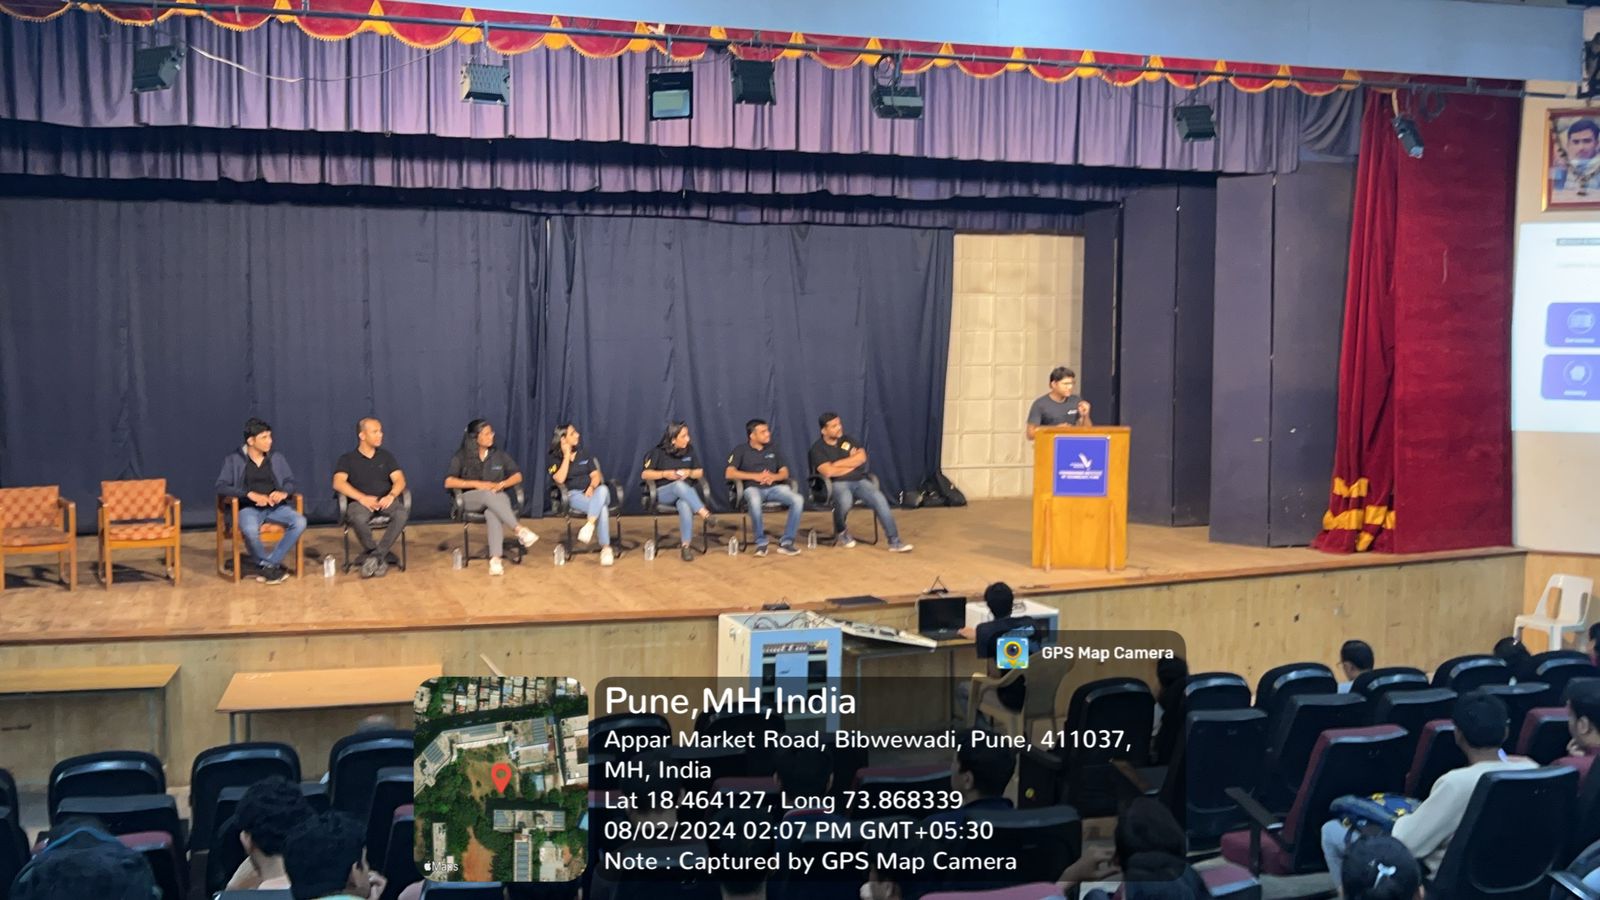 GPS Map Camera
Pune,MH,India
Appar Market Road, Bibwewadi, Pune, 411037,
MH, India
Lat 18.464127, Long 73.868339
08/02/2024 02:07 PM GMT+05:30
Note : Captured by GPS Map Camera
Maps